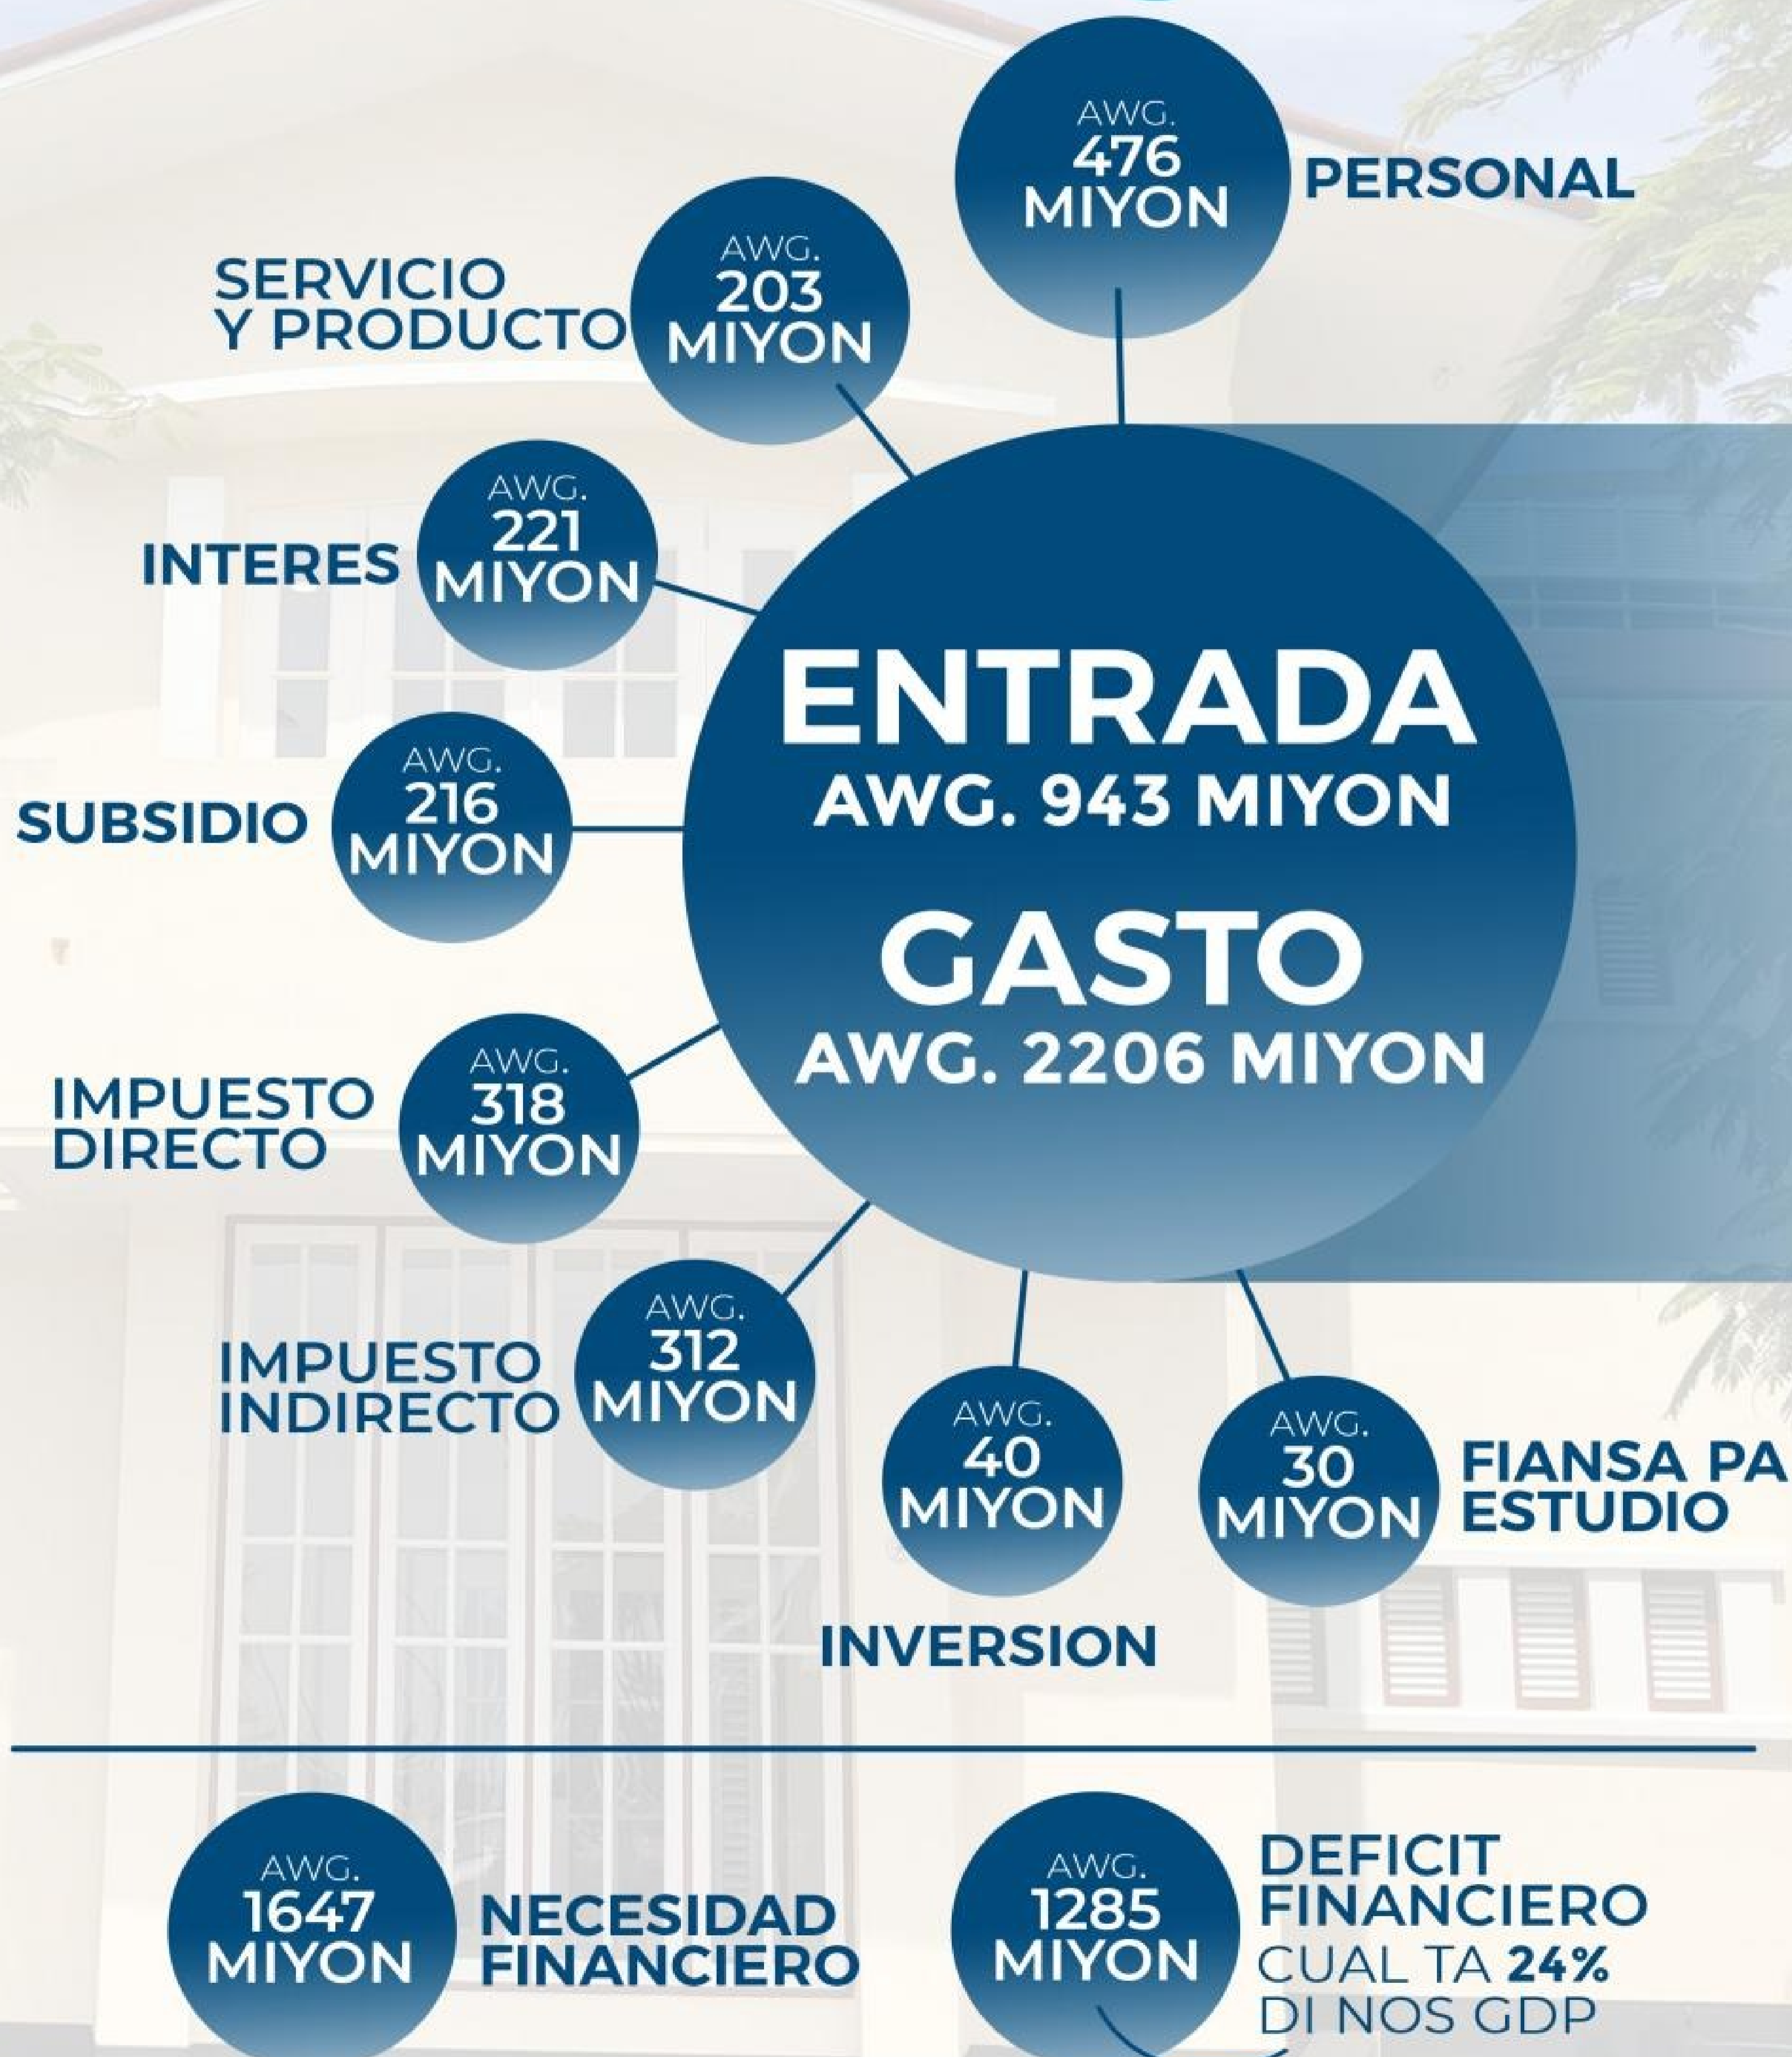 AWG.
476
MIYON
PERSONAL
SERVICIO
Y PRODUCTO
AWG.
203
MIYON
INTERES
AWG.
221
MIYON
SUBSIDIO
AWG.
216
MIYON
ENTRADA
AWG. 943 MIYON
GASTO
AWG. 2206 MIYON
IMPUESTO
DIRECTO
AWG.
318
MIYON
IMPUESTO
INDIRECTO
AWG.
312
MIYON
AWG.
40
MIYON
INVERSION
AWG.
30
MIYON
FIANSA PA
ESTUDIO
AWG.
1647
MIYON
NECESIDAD
FINANCIERO
AWG.
1285
MIYON
DEFICIT
FINANCIERO
CUAL TA 24%
DI NOS GDP